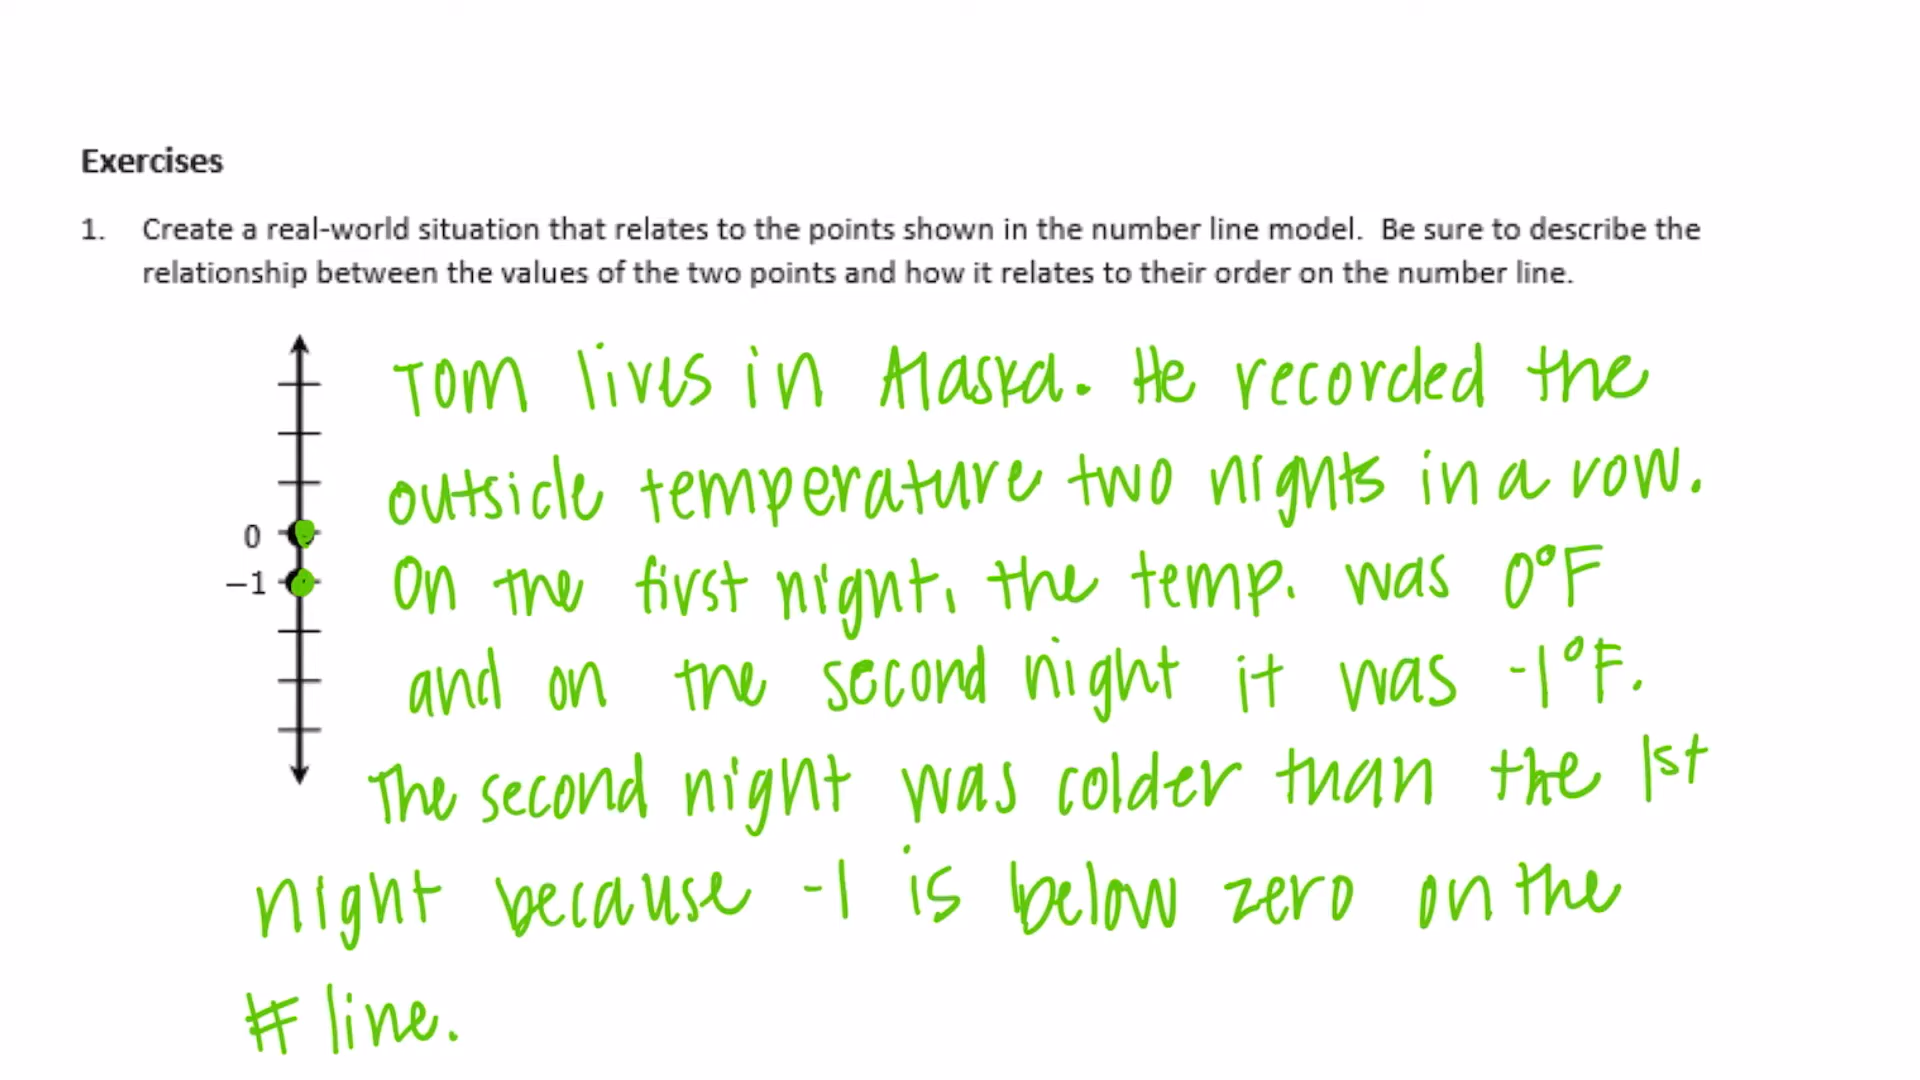 Exercises
1. Create a real-world situation that relates to the points shown in the number line model. Be sure to describe the
relationship between the values of the two points and how it relates to their order on the number line.
Tom lives in Alaska. He recorded the
outside temperature two nights in a row.
0
On the first night, the temp. was 0°F
−1
and on the second night it was -1°F.
The second night was colder than the 1st
night because -1 is below zero on the
# line.